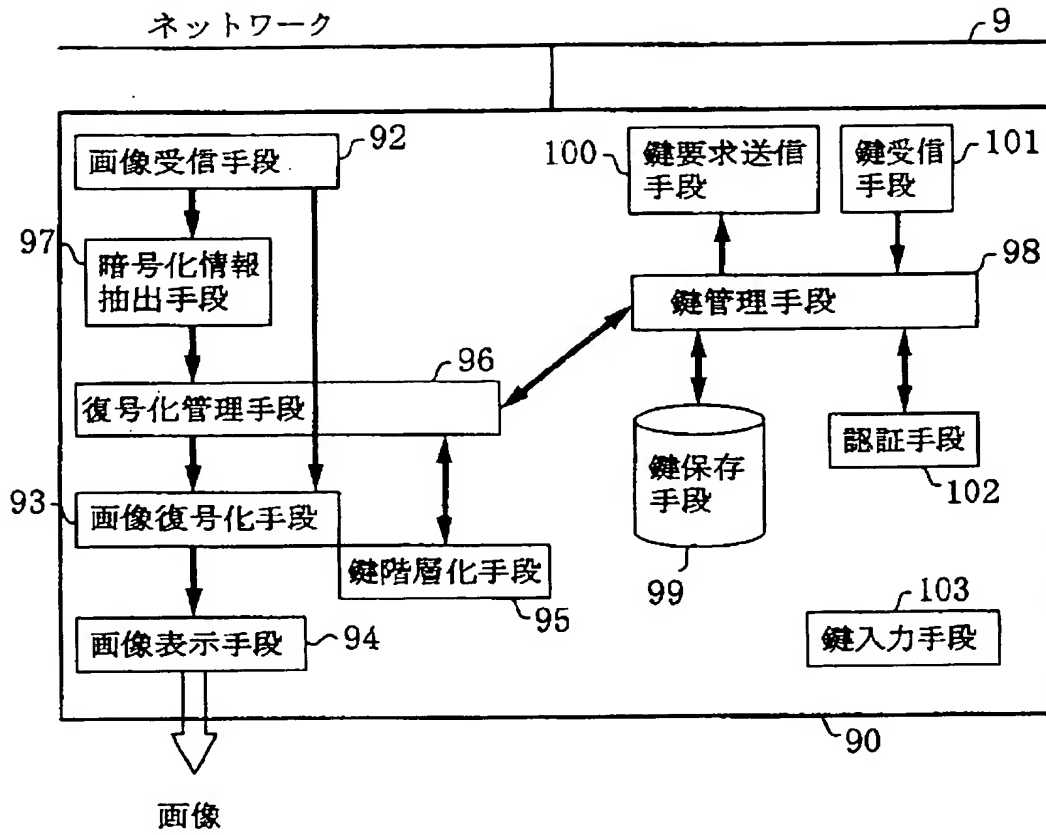 ネットワーク
9
画像受信手段
92
100
鍵要求送信
手段
鍵受信
手段
101
97
暗号化情報
抽出手段
98
鍵管理手段
96
復号化管理手段
鍵保存
手段
認証手段
102
93
画像復号化手段
鍵階層化手段
95
99
103
鍵入力手段
画像表示手段
94
90
画像